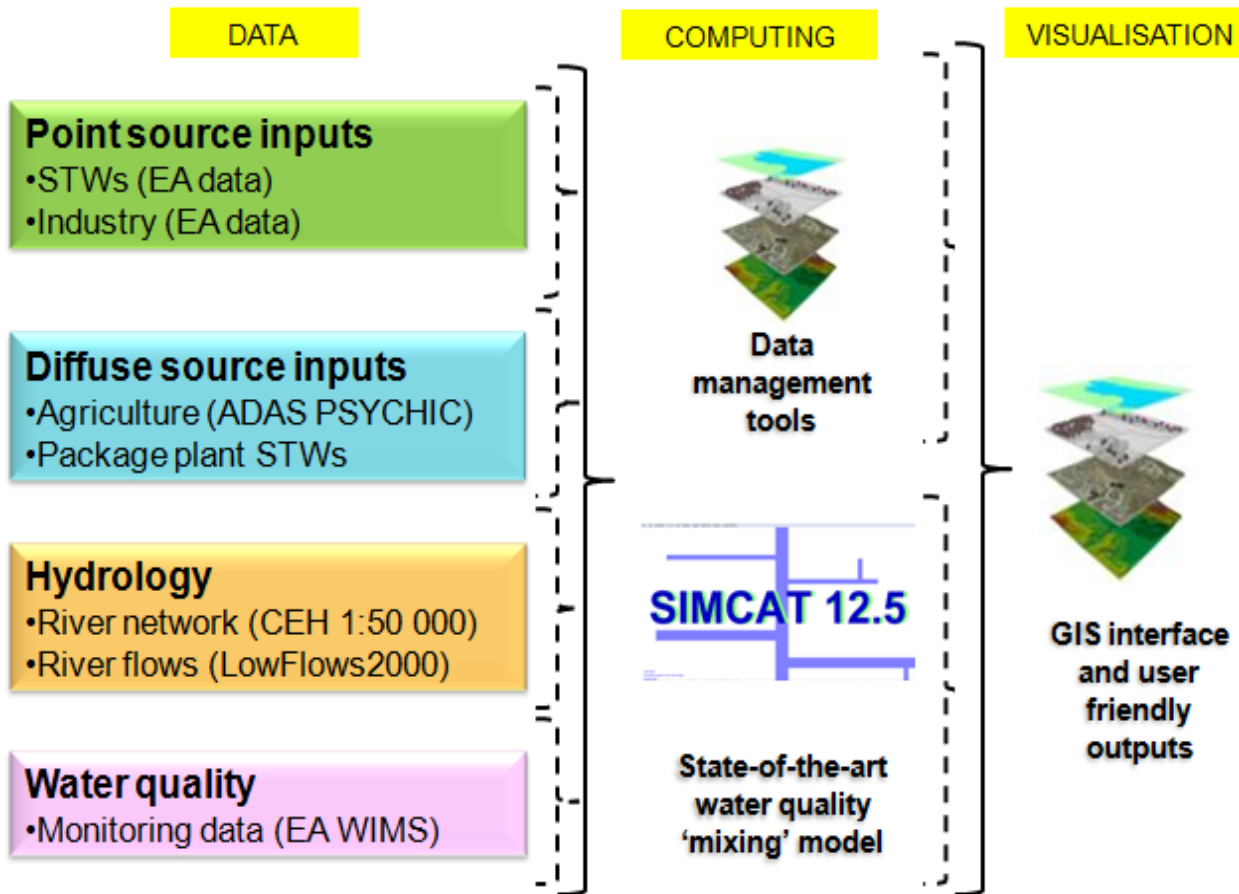 DATA
COMPUTING
VISUALISATION
Point source inputs
•STWs (EA data)
•Industry (EA data)
Diffuse source inputs
•Agriculture (ADAS PSYCHIC)
•Package plant STWs
Hydrology
•River network (CEH 1:50 000)
•River flows (LowFlows2000)
Water quality
•Monitoring data (EA WIMS)
Data
management
tools
SIMCAT 12.5
State-of-the-art
water quality
‘mixing’ model
GIS interface
and user
friendly
outputs